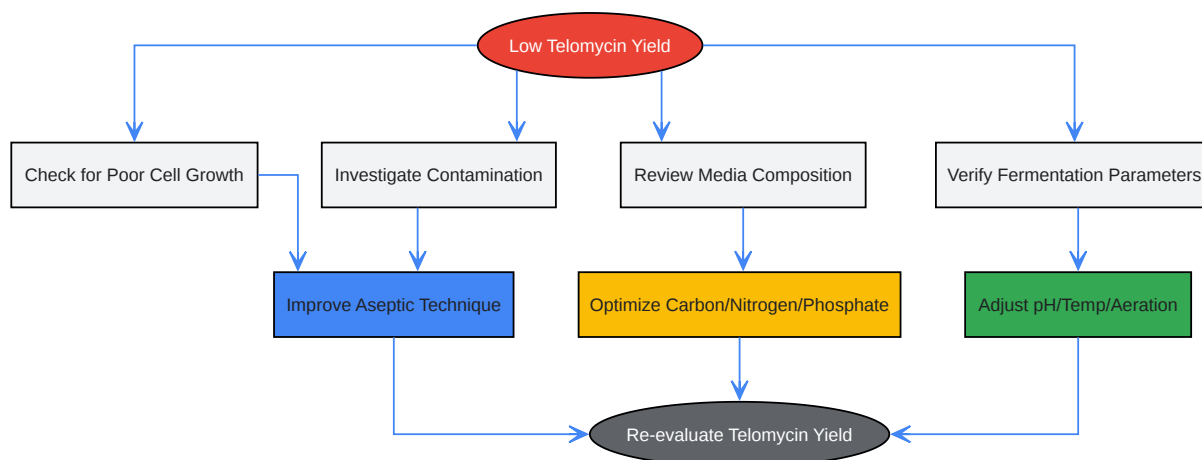 Low Telomycin Yield
Check for Poor Cell Growth
Investigate Contamination
Review Media Composition
Verify Fermentation Parameters
Improve Aseptic Technique
Optimize Carbon/Nitrogen/Phosphate
Adjust pH/Temp/Aeration
Re-evaluate Telomycin Yield